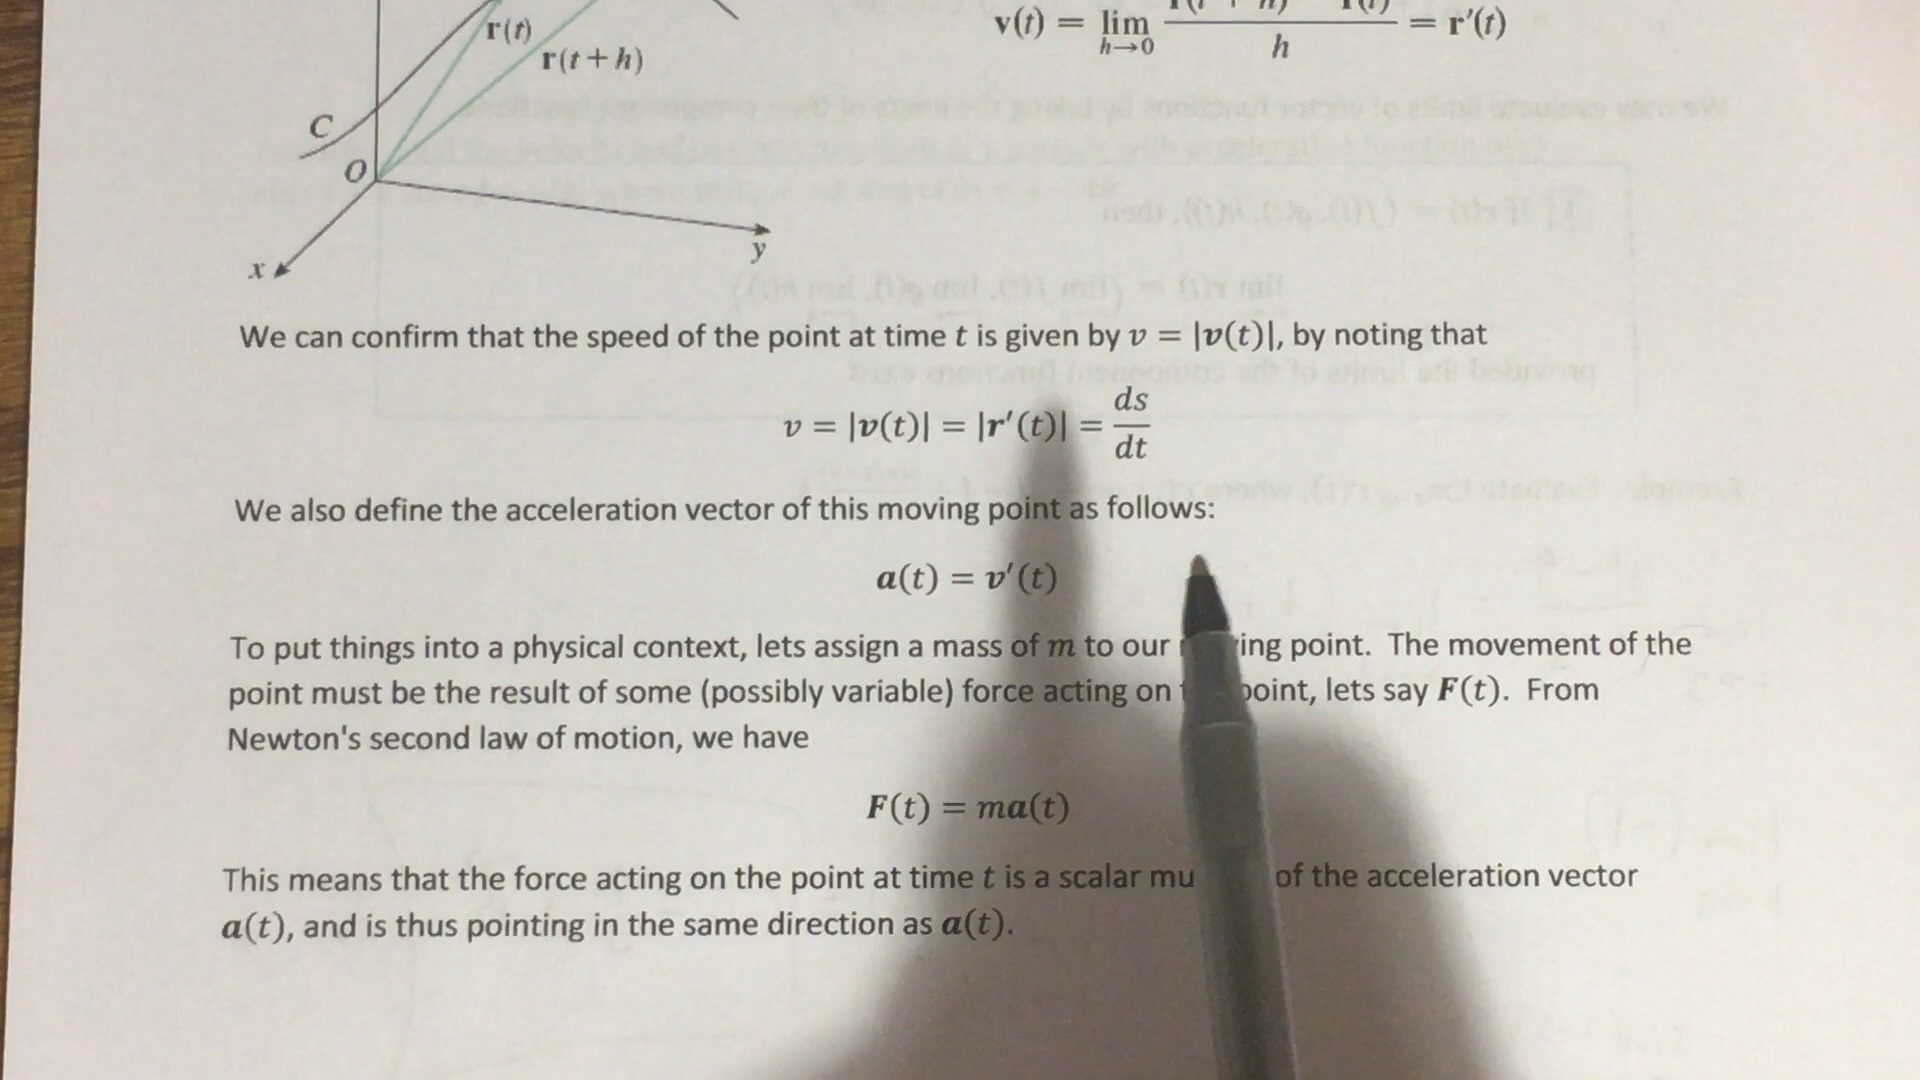 r(t)
r(t + h)
C
O
x
y
v(t) = lim h→0 r(t + h) − r(t) / h = r′(t)
We can confirm that the speed of the point at time t is given by v = |v(t)|, by noting that
v = |v(t)| = |r′(t)| = ds/dt
We also define the acceleration vector of this moving point as follows:
a(t) = v′(t)
To put things into a physical context, lets assign a mass of m to our ing point. The movement of the
point must be the result of some (possibly variable) force acting on point, lets say F(t). From
Newton's second law of motion, we have
F(t) = ma(t)
This means that the force acting on the point at time t is a scalar mu of the acceleration vector
a(t), and is thus pointing in the same direction as a(t).